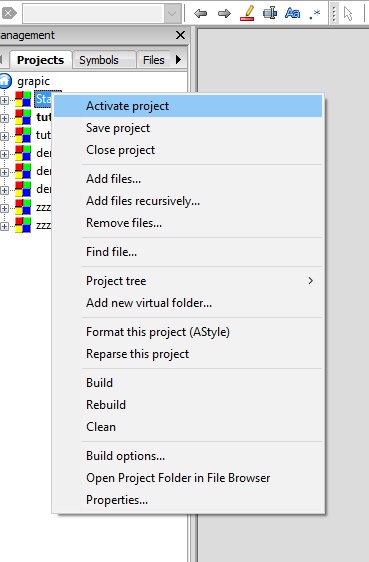 Aa .*
anagement
Projects Symbols Files
grapic
Sta
tut
tut
der
der
der
zzz
zzz
Activate project
Save project
Close project
Add files...
Add files recursively...
Remove files...
Find file...
Project tree
Add new virtual folder...
Format this project (AStyle)
Reparse this project
Build
Rebuild
Clean
Build options...
Open Project Folder in File Browser
Properties...